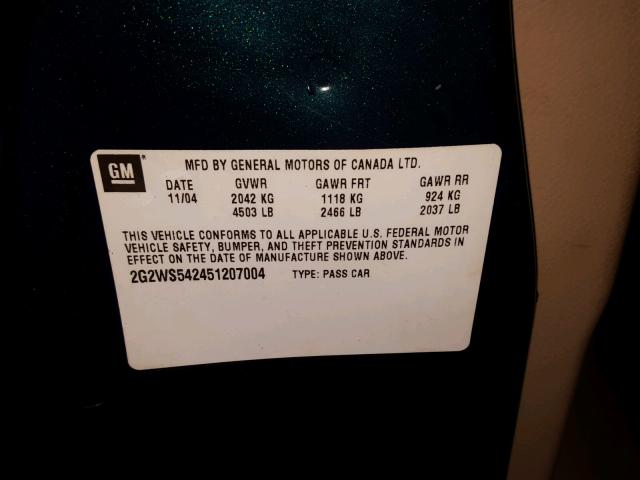 GM
MFD BY GENERAL MOTORS OF CANADA LTD.
DATE GVWR GAWR FRT GAWR RR
11/04 2042 KG 1118 KG 924 KG
4503 LB 2466 LB 2037 LB
THIS VEHICLE CONFORMS TO ALL APPLICABLE U.S. FEDERAL MOTOR
VEHICLE SAFETY, BUMPER, AND THEFT PREVENTION STANDARDS IN
EFFECT ON THE DATE OF MANUFACTURE SHOWN ABOVE.
2G2WS542451207004 TYPE: PASS CAR